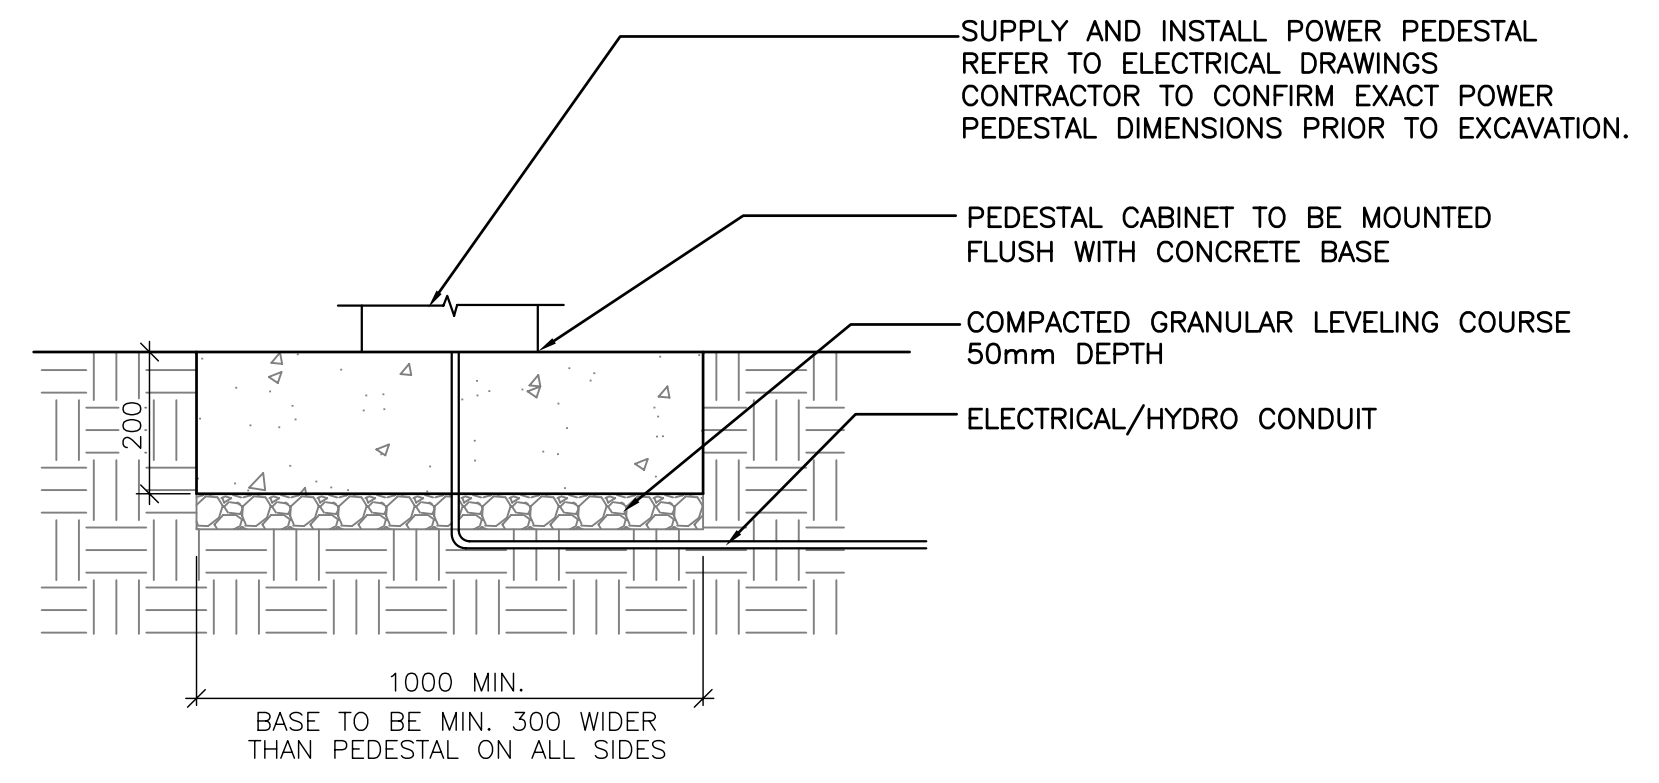 SUPPLY AND INSTALL POWER PEDESTAL
REFER TO ELECTRICAL DRAWINGS
CONTRACTOR TO CONFIRM EXACT POWER
PEDESTAL DIMENSIONS PRIOR TO EXCAVATION.
PEDESTAL CABINET TO BE MOUNTED
FLUSH WITH CONCRETE BASE
COMPACTED GRANULAR LEVELING COURSE
50mm DEPTH
ELECTRICAL/HYDRO CONDUIT
200
1000 MIN.
BASE TO BE MIN. 300 WIDER
THAN PEDESTAL ON ALL SIDES